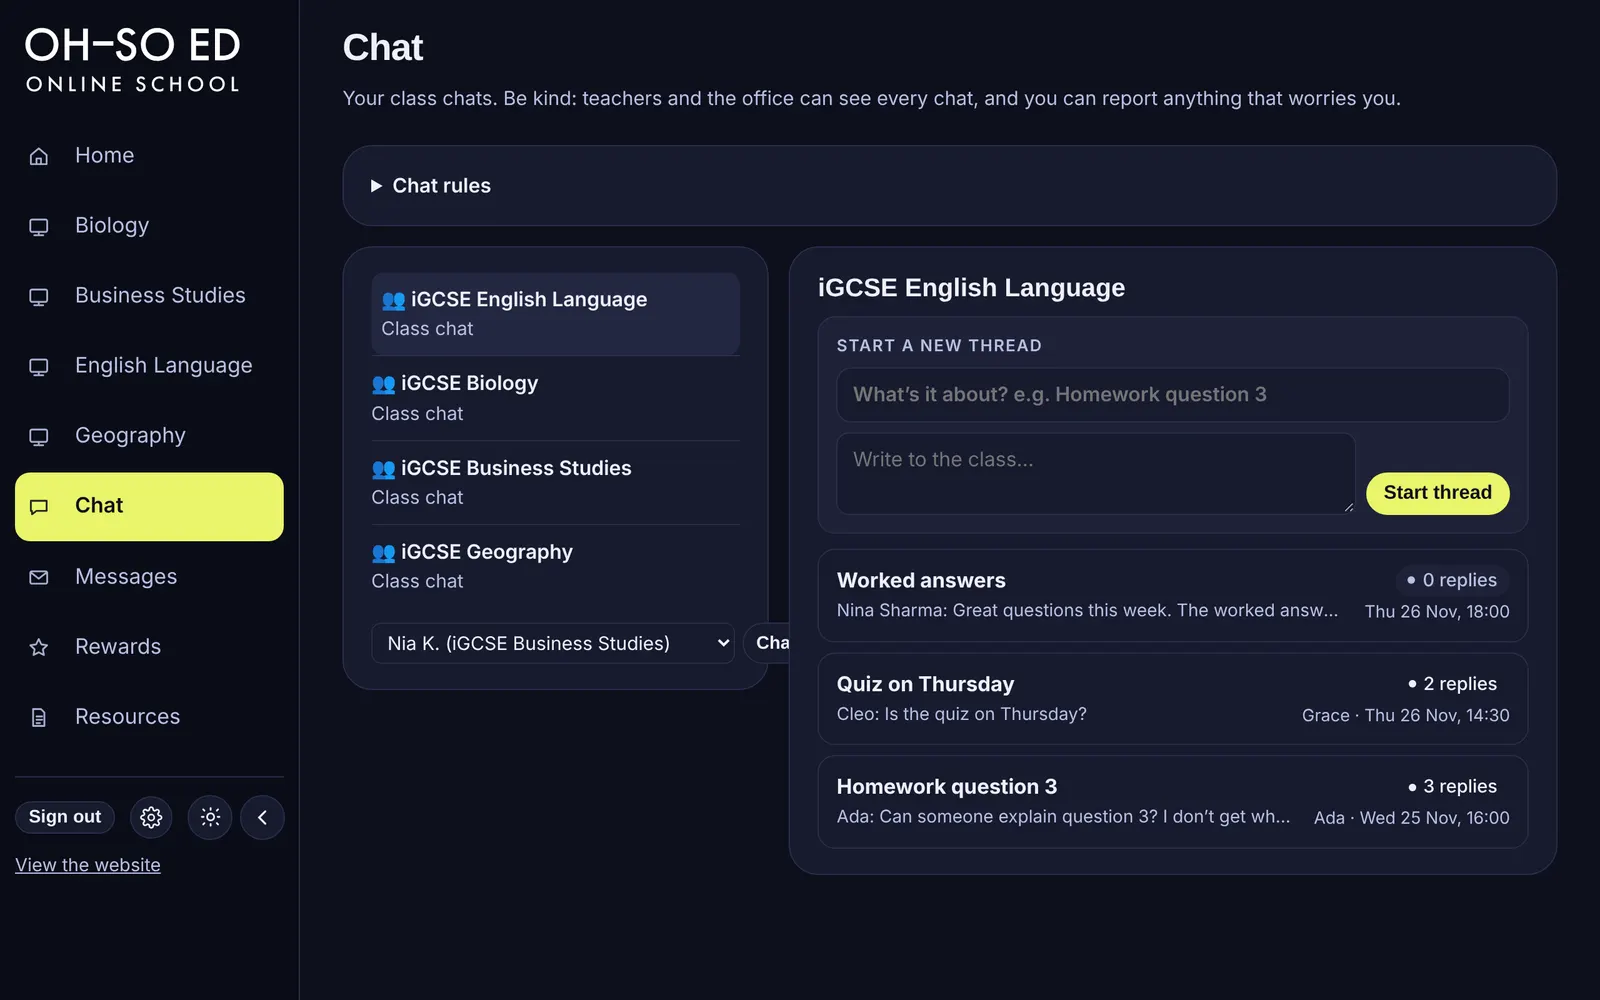 OH-SO ED
ONLINE SCHOOL
Home
Biology
Business Studies
English Language
Geography
Chat
Messages
Rewards
Resources
Sign out
View the website
Chat
Your class chats. Be kind: teachers and the office can see every chat, and you can report anything that worries you.
Chat rules
iGCSE English Language
Class chat
iGCSE Biology
Class chat
iGCSE Business Studies
Class chat
iGCSE Geography
Class chat
Nia K. (iGCSE Business Studies)
Cha
iGCSE English Language
START A NEW THREAD
What's it about? e.g. Homework question 3
Write to the class...
Start thread
Worked answers
• 0 replies
Nina Sharma: Great questions this week. The worked answ...
Thu 26 Nov, 18:00
Quiz on Thursday
• 2 replies
Cleo: Is the quiz on Thursday?
Grace · Thu 26 Nov, 14:30
Homework question 3
• 3 replies
Ada: Can someone explain question 3? I don't get wh...
Ada · Wed 25 Nov, 16:00